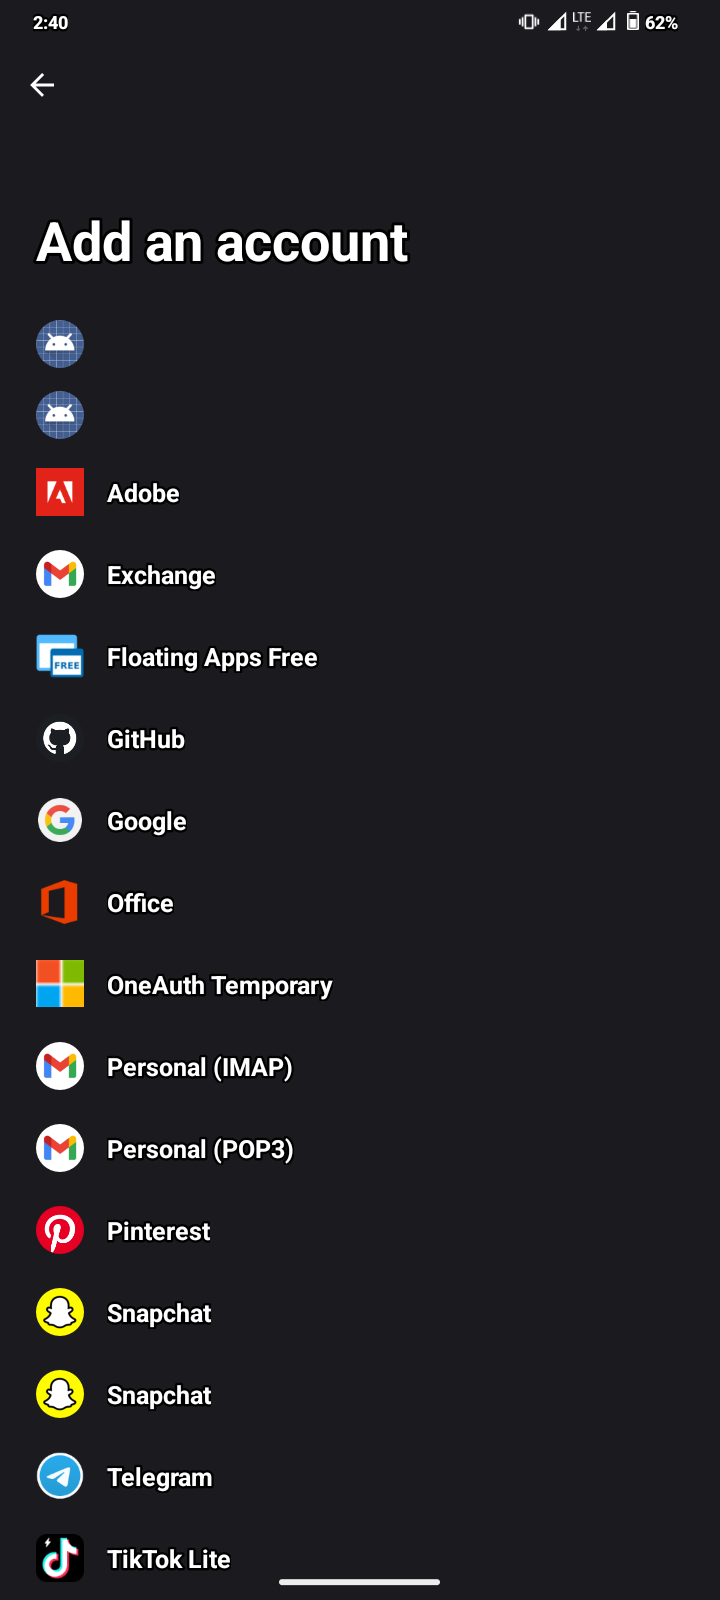 2:40
LTE
62%
Add an account
Adobe
Exchange
FREE
Floating Apps Free
GitHub
Google
Office
OneAuth Temporary
Personal (IMAP)
Personal (POP3)
Pinterest
Snapchat
Snapchat
Telegram
TikTok Lite